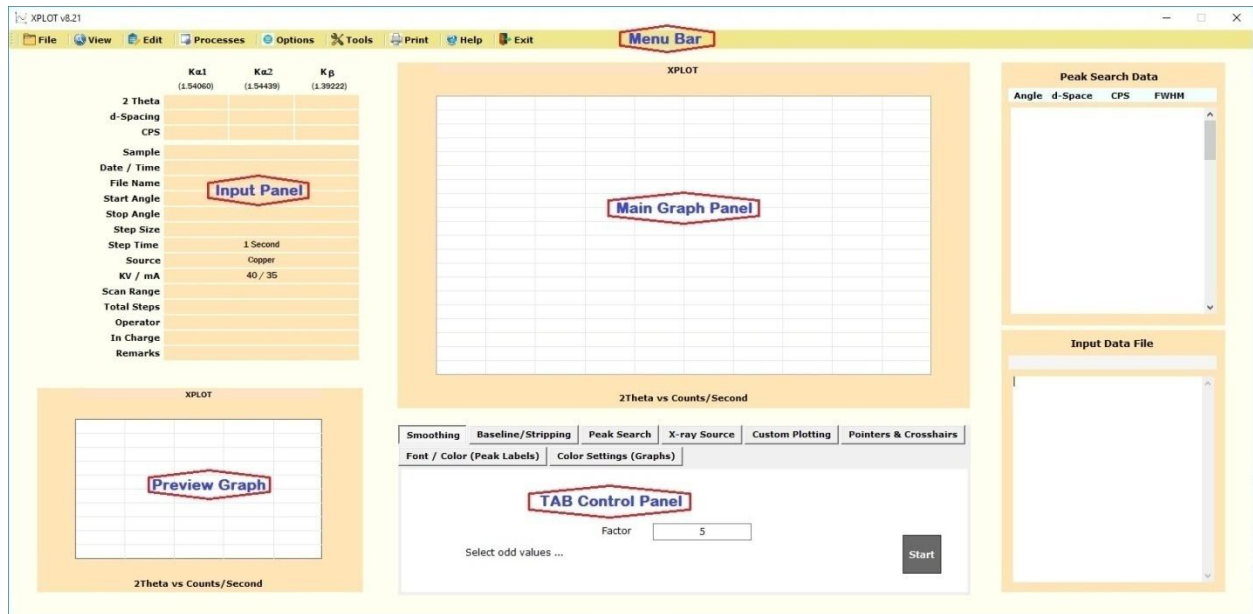 XPLOT v8.21
File View Edit Processes Options Tools Print Help Exit
Menu Bar
Kα1 Kα2 Kβ
(1.54060) (1.54439) (1.39222)
2 Theta
d-Spacing
CPS
Sample
Date / Time
File Name
Start Angle
Stop Angle
Step Size
Step Time 1 Second
Source Copper
KV / mA 40 / 35
Scan Range
Total Steps
Operator
In Charge
Remarks
Input Panel
XPLOT
Preview Graph
2Theta vs Counts/Second
XPLOT
Main Graph Panel
2Theta vs Counts/Second
Smoothing Baseline/Stripping Peak Search X-ray Source Custom Plotting Pointers & Crosshairs
Font / Color (Peak Labels) Color Settings (Graphs)
TAB Control Panel
Factor 5
Select odd values ...
Start
Peak Search Data
Angle d-Space CPS FWHM
Input Data File